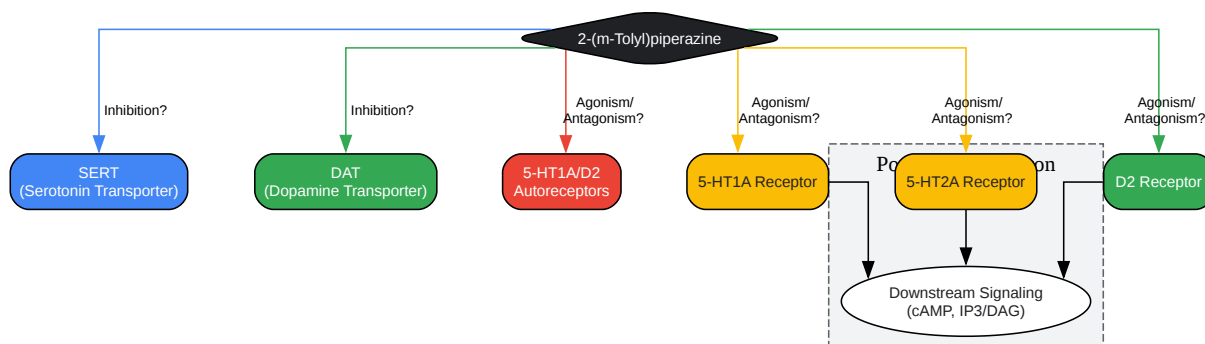 2-(m-Tolyl)piperazine
Inhibition?
Inhibition?
Agonism/
Antagonism?
Agonism/
Antagonism?
Agonism/
Antagonism?
Agonism/
Antagonism?
SERT
(Serotonin Transporter)
DAT
(Dopamine Transporter)
5-HT1A/D2
Autoreceptors
5-HT1A Receptor
5-HT2A Receptor
D2 Receptor
Downstream Signaling
(cAMP, IP3/DAG)